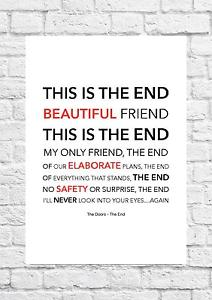 THIS IS THE END
BEAUTIFUL FRIEND
THIS IS THE END
MY ONLY FRIEND, THE END
OF OUR ELABORATE PLANS, THE END
OF EVERYTHING THAT STANDS, THE END
NO SAFETY OR SURPRISE, THE END
I'LL NEVER LOOK INTO YOUR EYES....AGAIN
The Doors - The End